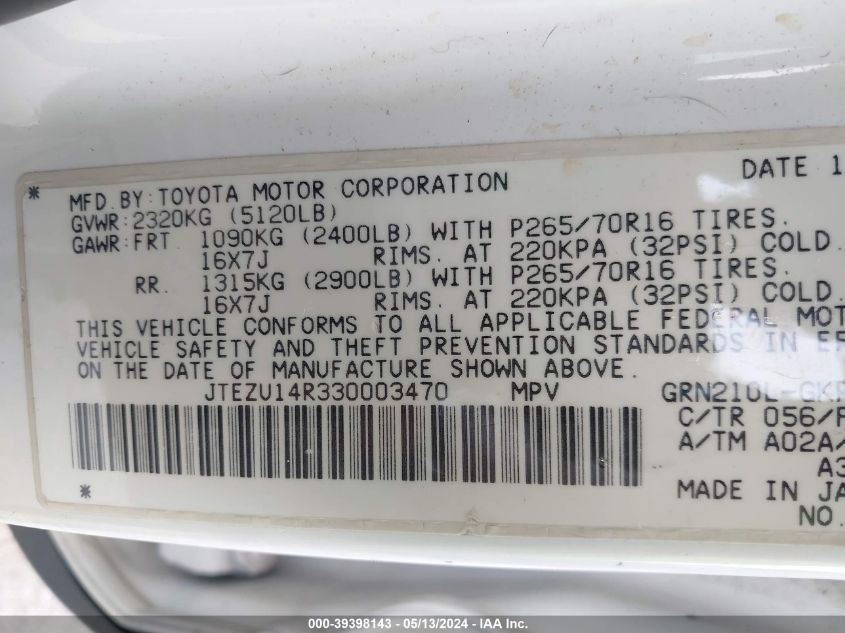 * MFD. BY: TOYOTA MOTOR CORPORATION DATE 1
GVWR: 2320KG (5120LB)
GAWR: FRT. 1090KG (2400LB) WITH P265/70R16 TIRES.
16X7J RIMS. AT 220KPA (32PSI) COLD.
RR. 1315KG (2900LB) WITH P265/70R16 TIRES.
16X7J RIMS. AT 220KPA (32PSI) COLD.
THIS VEHICLE CONFORMS TO ALL APPLICABLE FEDERAL MOT
VEHICLE SAFETY AND THEFT PREVENTION STANDARDS IN EF
ON THE DATE OF MANUFACTURE SHOWN ABOVE.
JTEZU14R330003470 MPV GRN210L-GKP
C/TR 056/F
A/TM A02A/
A3
* MADE IN JA
NO.
000-39398143 - 05/13/2024 - IAA Inc.